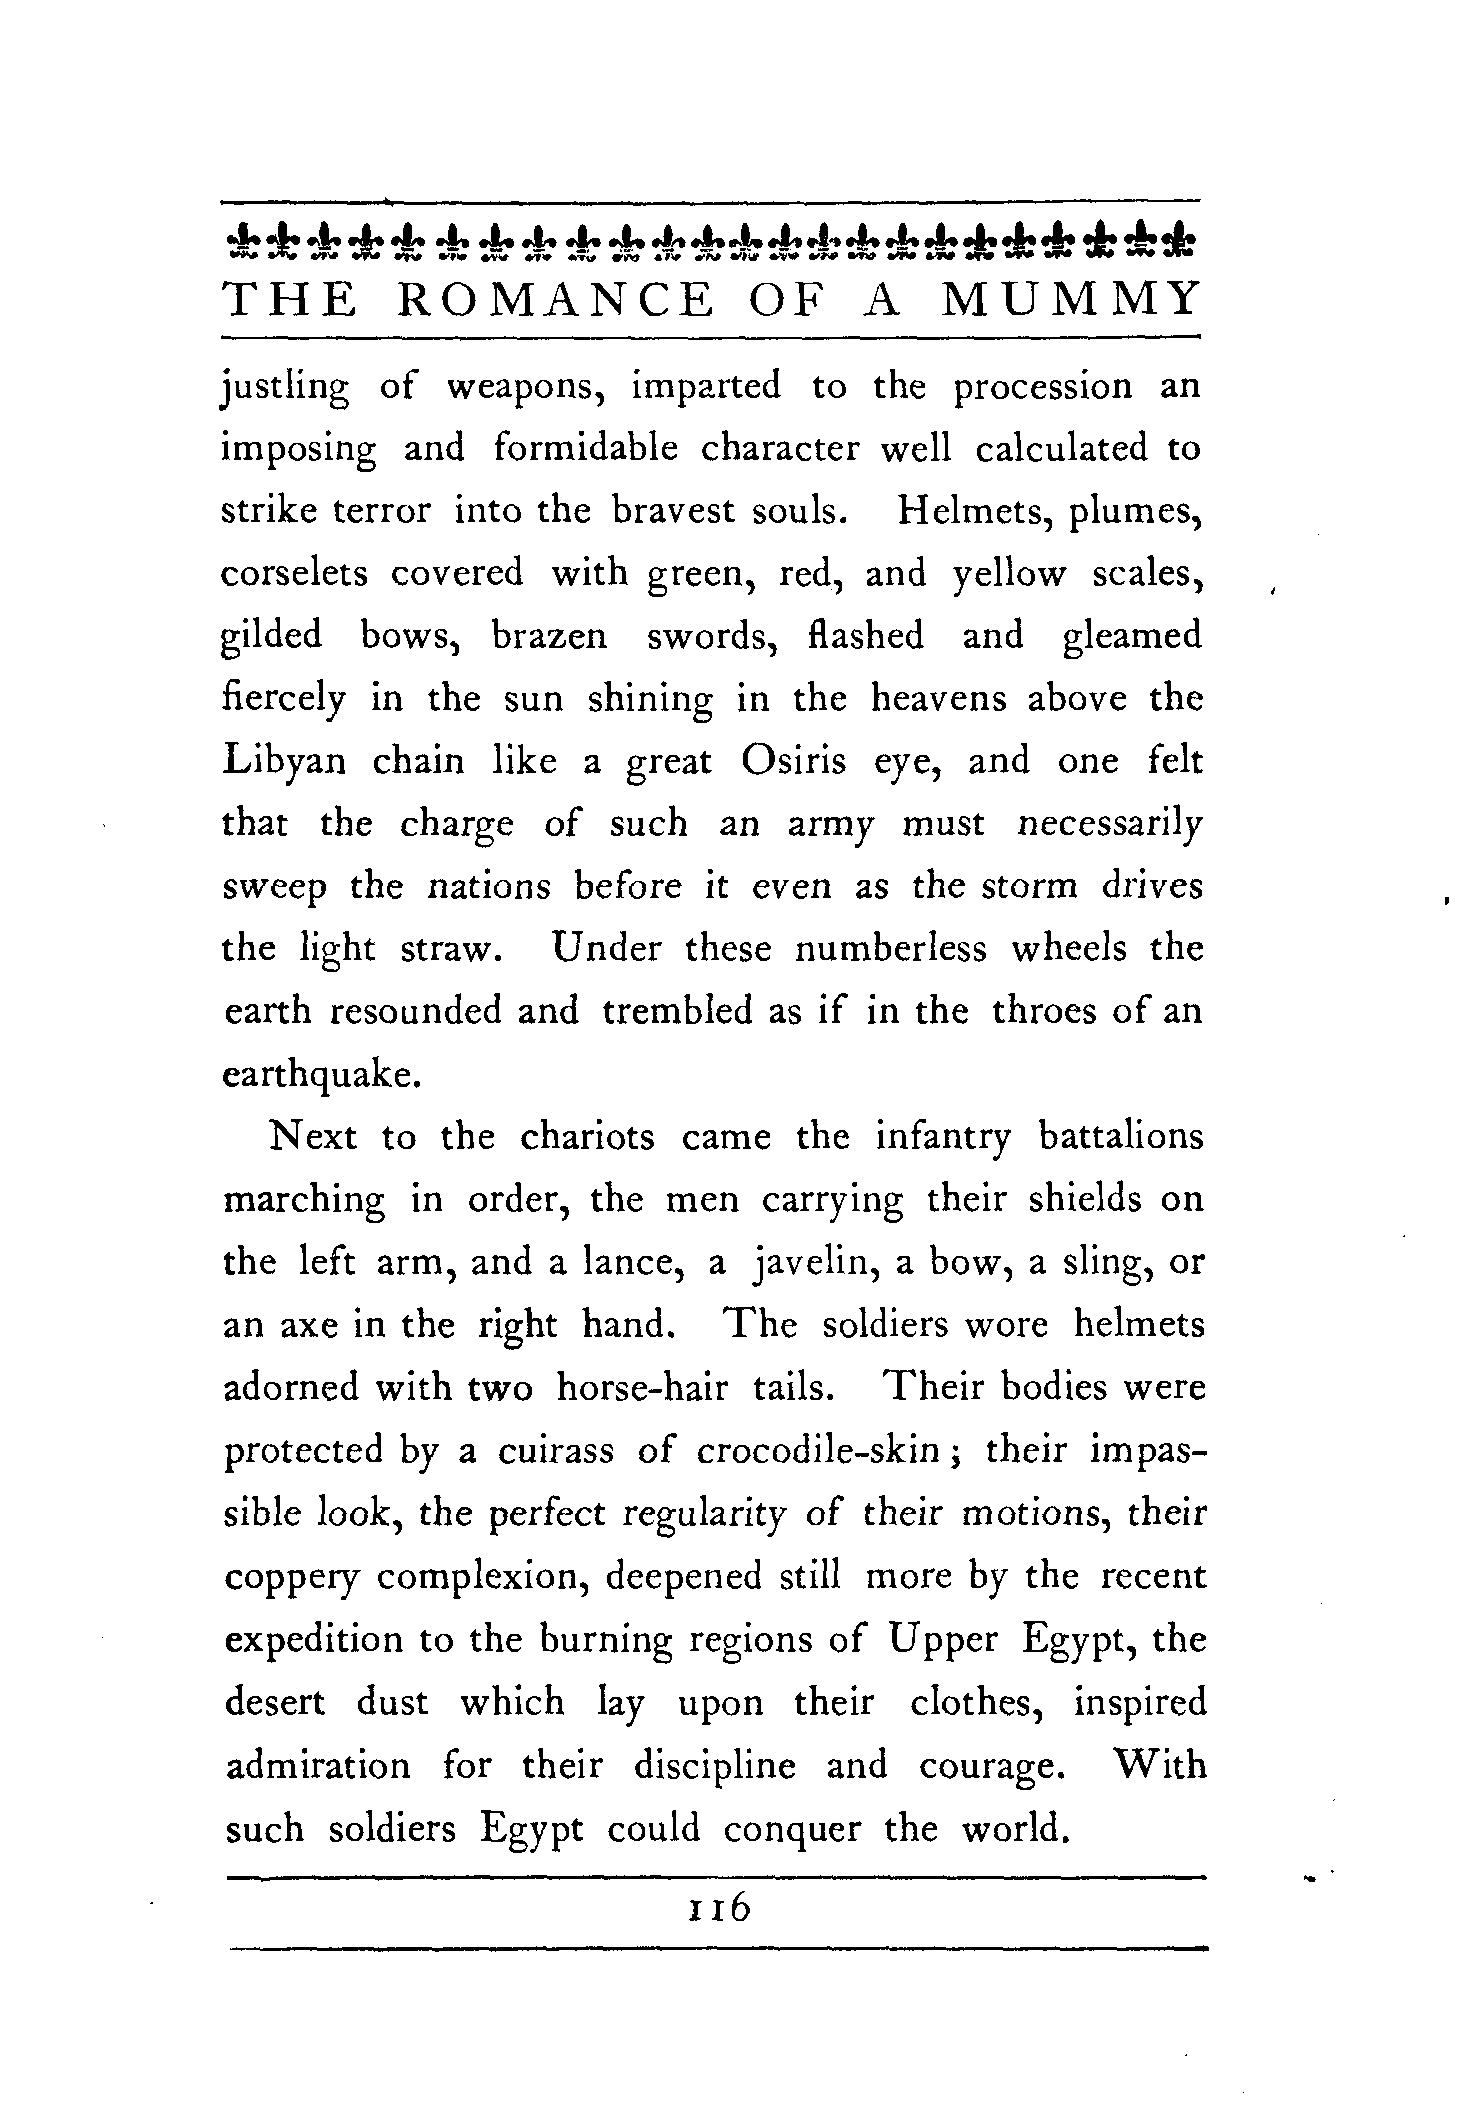 THE ROMANCE OF A MUMMY
justling of weapons, imparted to the procession an
imposing and formidable character well calculated to
strike terror into the bravest souls. Helmets, plumes,
corselets covered with green, red, and yellow scales,
gilded bows, brazen swords, flashed and gleamed
fiercely in the sun shining in the heavens above the
Libyan chain like a great Osiris eye, and one felt
that the charge of such an army must necessarily
sweep the nations before it even as the storm drives
the light straw. Under these numberless wheels the
earth resounded and trembled as if in the throes of an
earthquake.
Next to the chariots came the infantry battalions
marching in order, the men carrying their shields on
the left arm, and a lance, a javelin, a bow, a sling, or
an axe in the right hand. The soldiers wore helmets
adorned with two horse-hair tails. Their bodies were
protected by a cuirass of crocodile-skin ; their impas-
sible look, the perfect regularity of their motions, their
coppery complexion, deepened still more by the recent
expedition to the burning regions of Upper Egypt, the
desert dust which lay upon their clothes, inspired
admiration for their discipline and courage. With
such soldiers Egypt could conquer the world.
116